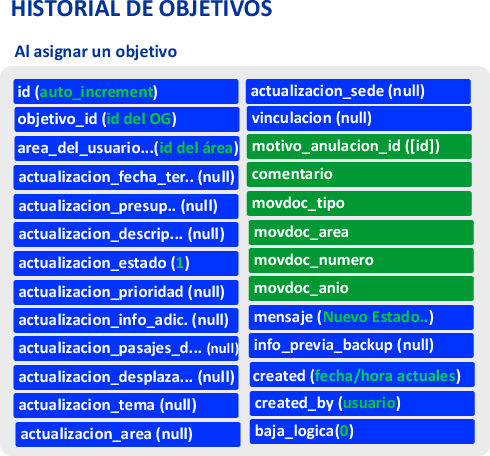 HISTORIAL DE OBJETIVOS
Al asignar un objetivo
id (auto_increment)
objetivo_id (id del OG)
area_del_usuario...(id del área)
actualizacion_fecha_ter.. (null)
actualizacion_presup.. (null)
actualizacion_descrip... (null)
actualizacion_estado (1)
actualizacion_prioridad (null)
actualizacion_info_adic. (null)
actualizacion_pasajes_d... (null)
actualizacion_desplaza... (null)
actualizacion_tema (null)
actualizacion_area (null)
actualizacion_sede (null)
vinculacion (null)
motivo_anulacion_id ([id])
comentario
movdoc_tipo
movdoc_area
movdoc_numero
movdoc_anio
mensaje (Nuevo Estado..)
info_previa_backup (null)
created (fecha/hora actuales)
created_by (usuario)
baja_logica(0)